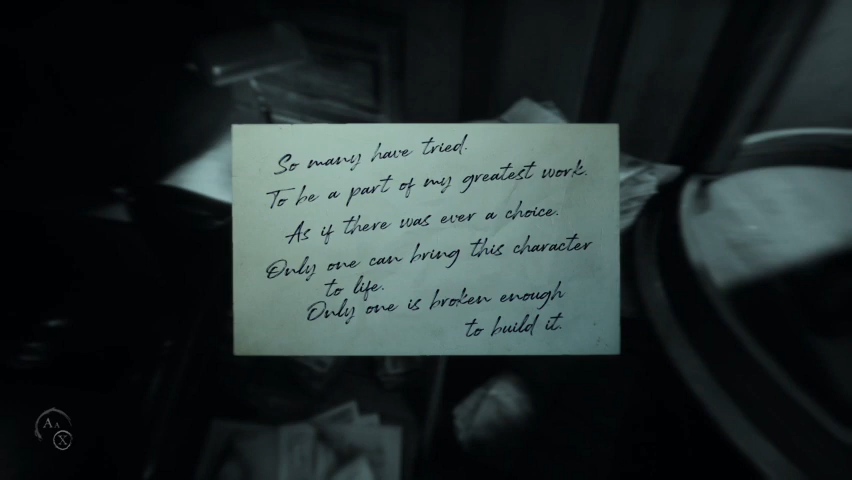 So many have tried.
To be a part of my greatest work.
As if there was ever a choice.
Only one can bring this character
to life.
Only one is broken enough
to build it.
A A
X